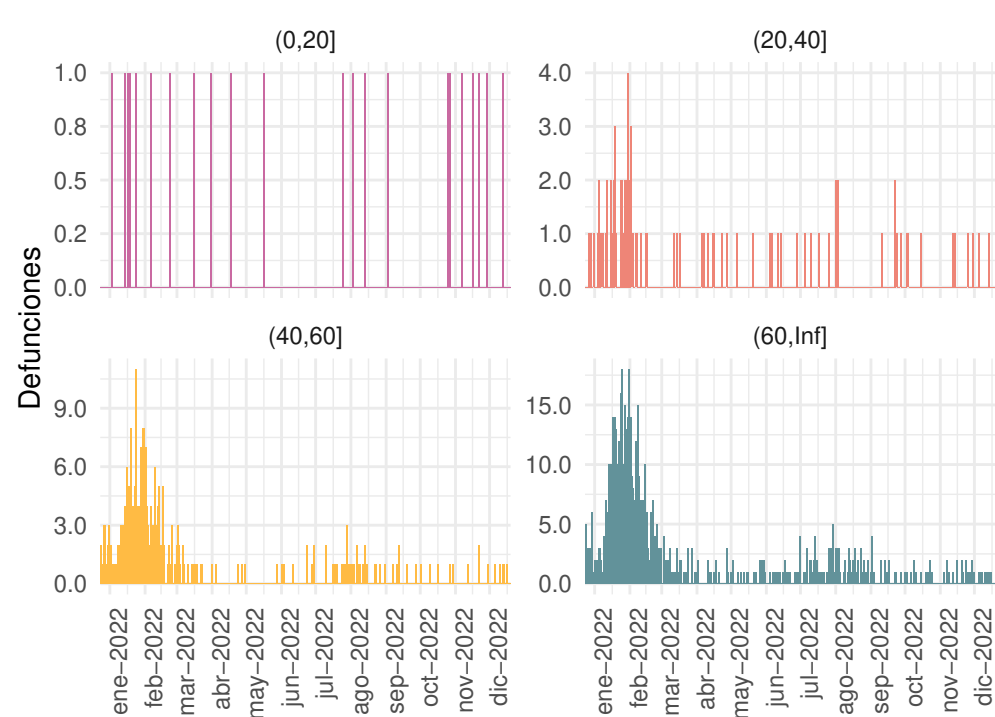 (0,20]
(20,40]
1.0
0.8
0.5
0.2
0.0
4.0
3.0
2.0
1.0
0.0
Defunciones
(40,60]
(60,Inf]
9.0
6.0
3.0
0.0
15.0
10.0
5.0
0.0
ene−2022
feb−2022
mar−2022
abr−2022
may−2022
jun−2022
jul−2022
ago−2022
sep−2022
oct−2022
nov−2022
dic−2022
ene−2022
feb−2022
mar−2022
abr−2022
may−2022
jun−2022
jul−2022
ago−2022
sep−2022
oct−2022
nov−2022
dic−2022